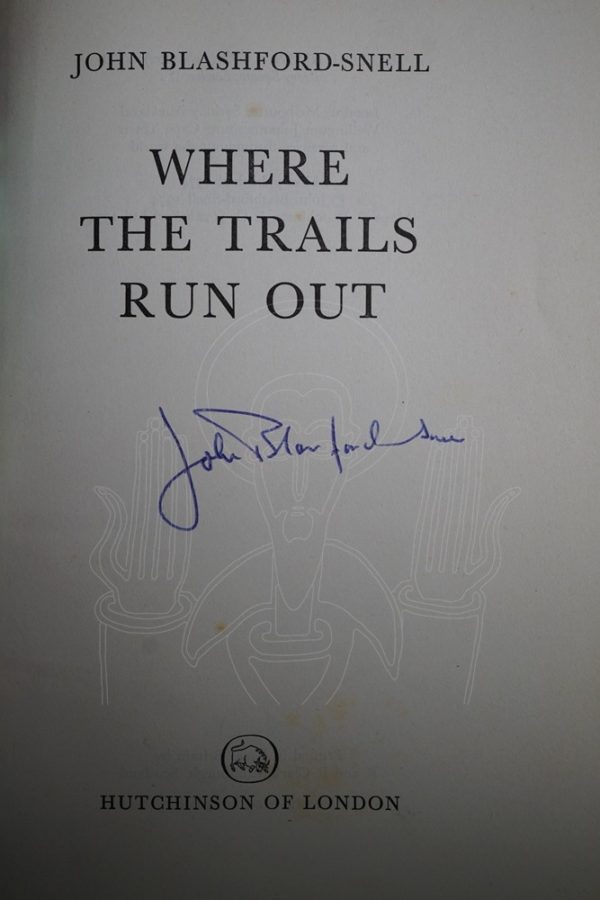 JOHN BLASHFORD-SNELL
WHERE
THE TRAILS
RUN OUT
John Blashford Snell
HUTCHINSON OF LONDON